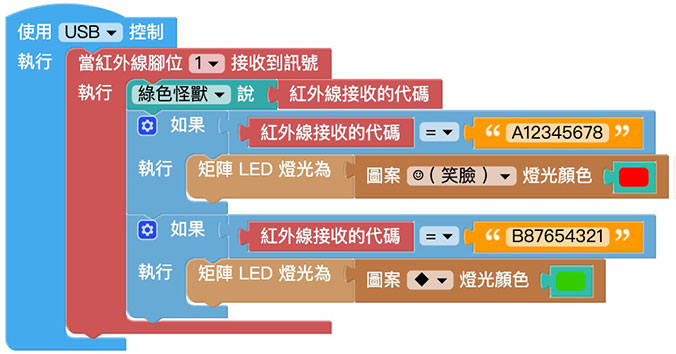 使用 USB 控制
執行 當紅外線腳位 1 接收到訊號
執行 綠色怪獸 說 紅外線接收的代碼
如果 紅外線接收的代碼 = “ A12345678 ”
執行 矩陣 LED 燈光為 圖案 ☺(笑臉) 燈光顏色
如果 紅外線接收的代碼 = “ B87654321 ”
執行 矩陣 LED 燈光為 圖案 ◆ 燈光顏色